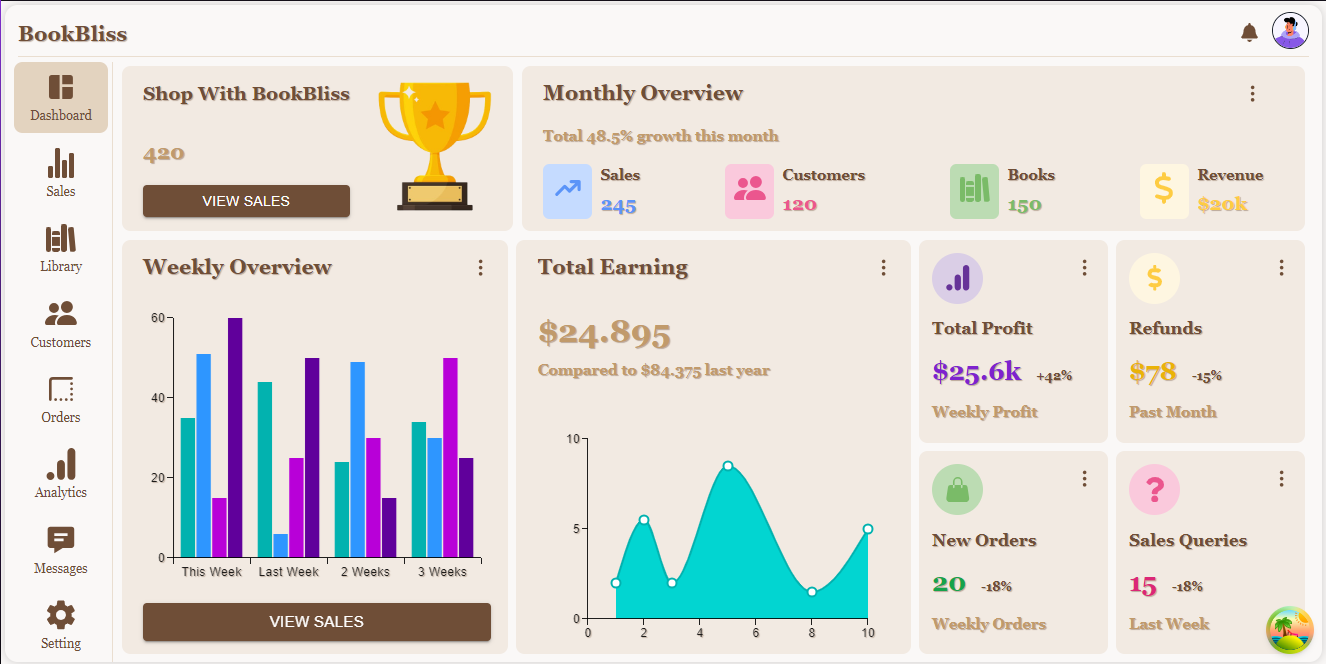 BookBliss
Dashboard
Sales
Library
Customers
Orders
Analytics
Messages
Setting
Shop With BookBliss
420
VIEW SALES
Monthly Overview
Total 48.5% growth this month
Sales
245
Customers
120
Books
150
Revenue
$20k
Weekly Overview
60
40
20
0
This Week Last Week 2 Weeks 3 Weeks
VIEW SALES
Total Earning
$24.895
Compared to $84.375 last year
10
5
0
0 2 4 6 8 10
$
Total Profit
$25.6k +42%
Weekly Profit
$
Refunds
$78 -15%
Past Month
New Orders
20 -18%
Weekly Orders
?
Sales Queries
15 -18%
Last Week